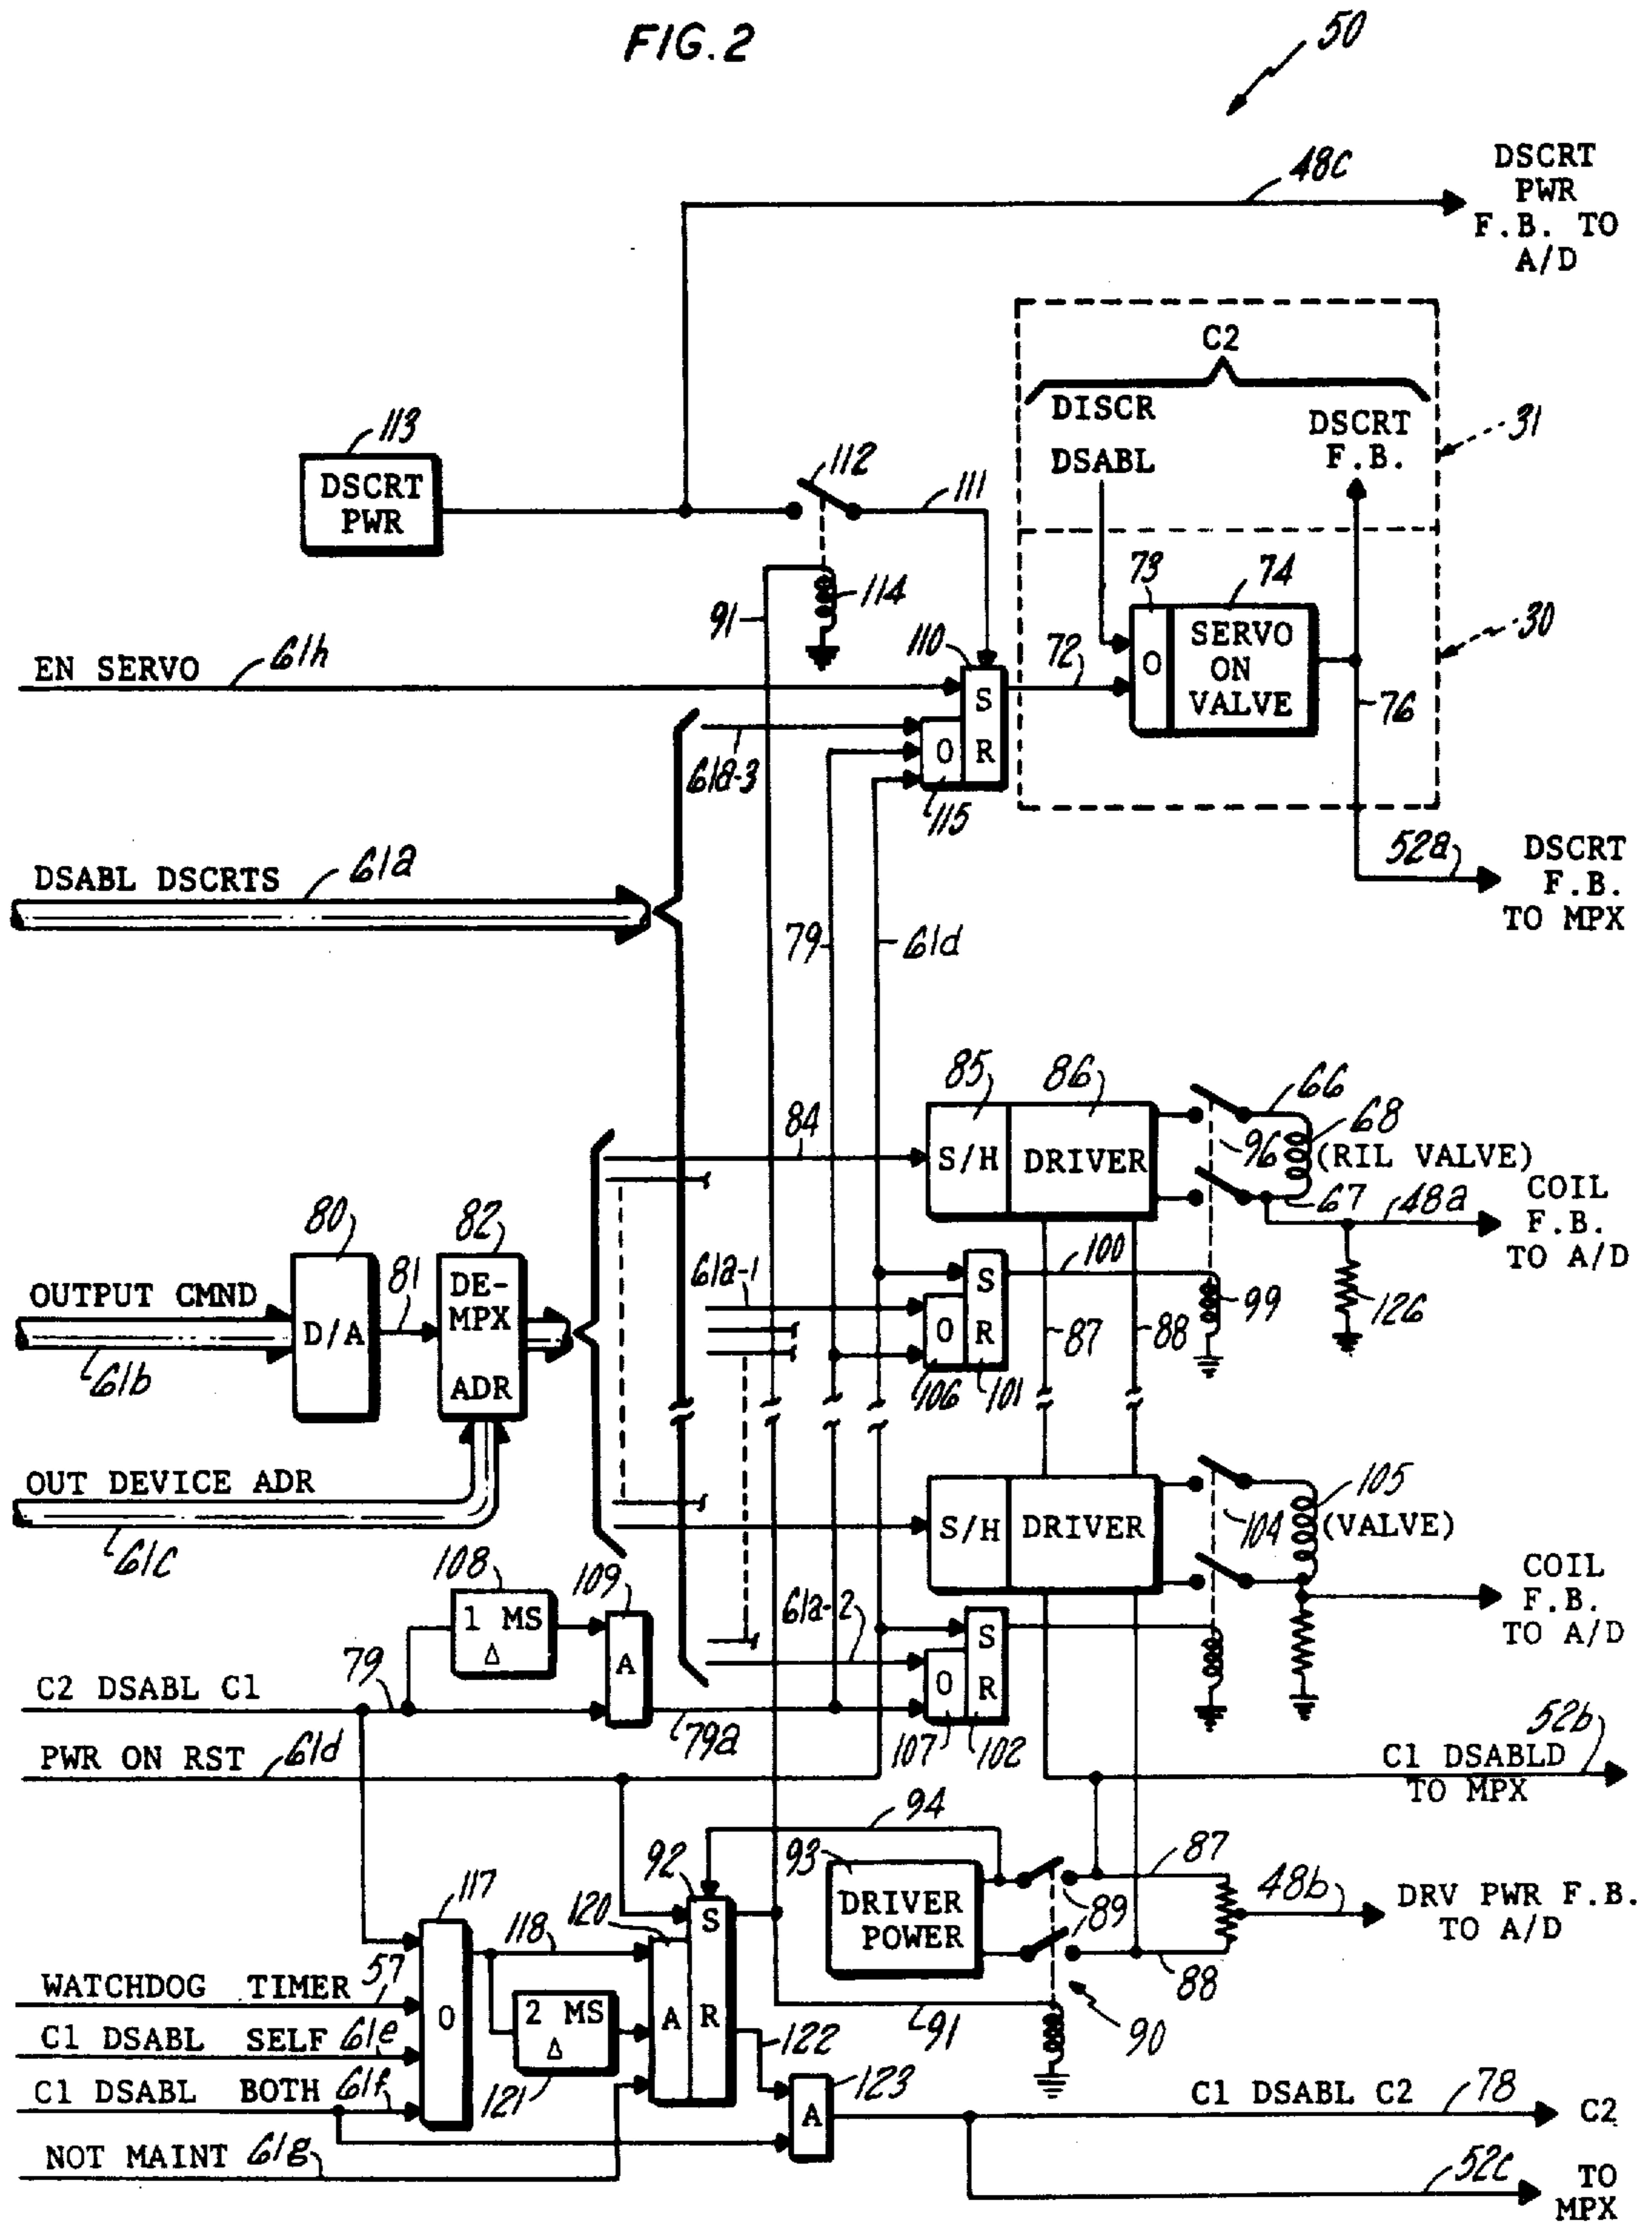 FIG. 2
50
48c
DSCRT
PWR
F.B. TO
A/D
C2
DISCR
DSABL
DSCRT
F.B.
31
113
DSCRT
PWR
112
111
114
91
110
73
74
72
O
SERVO
ON
VALVE
30
76
EN SERVO
61h
S
R
O
61a-3
115
52a
DSCRT
F.B.
TO MPX
DSABL DSCRTS
61a
79
61d
85
86
66
84
S/H
DRIVER
96
68
(RIL VALVE)
67
48a
COIL
F.B.
TO A/D
80
82
81
OUTPUT CMND
61b
D/A
DE-
MPX
ADR
61a-1
O
S
R
100
99
126
106
101
87
88
OUT DEVICE ADR
61c
S/H
DRIVER
104
105
(VALVE)
COIL
F.B.
TO A/D
108
109
1 MS
Δ
A
61a-2
S
O
R
C2 DSABL C1
79
79a
107
102
PWR ON RST
61d
52b
C1 DSABLD
TO MPX
94
92
93
DRIVER
POWER
89
87
48b
DRV PWR F.B.
TO A/D
88
117
118
120
S
A
R
WATCHDOG TIMER
57
O
2 MS
Δ
121
91
90
C1 DSABL SELF
61e
122
123
C1 DSABL BOTH
61f
A
C1 DSABL C2
78
C2
NOT MAINT
61g
52c
TO
MPX